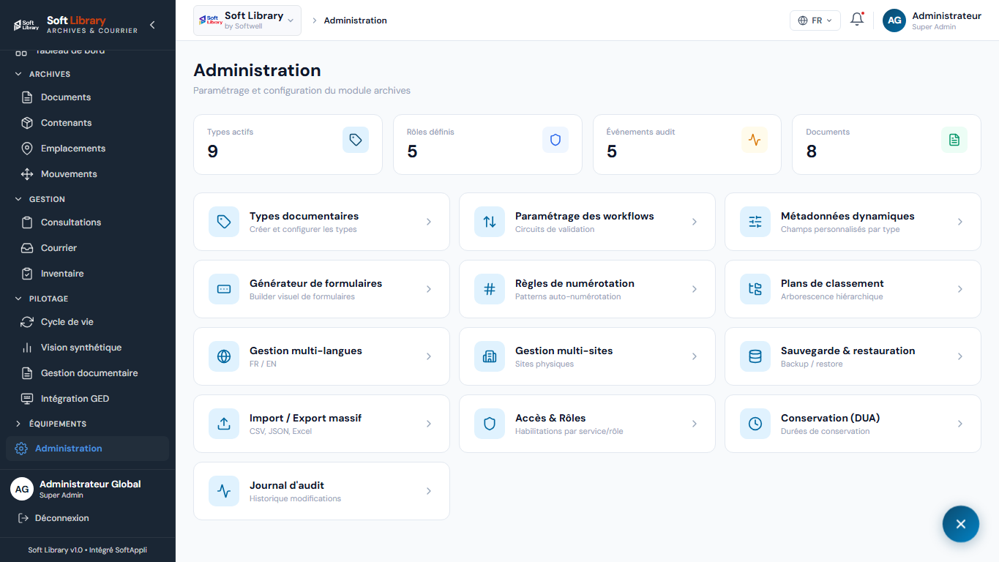 Soft Library
Soft Library
ARCHIVES & COURRIER
Tableau de bord
ARCHIVES
Documents
Contenants
Emplacements
Mouvements
GESTION
Consultations
Courrier
Inventaire
PILOTAGE
Cycle de vie
Vision synthétique
Gestion documentaire
Intégration GED
ÉQUIPEMENTS
Administration
AG
Administrateur Global
Super Admin
Déconnexion
Soft Library v1.0 • Intégré SoftAppli
Soft Library
Soft Library
by Softwell
Administration
FR
AG
Administrateur
Super Admin
Administration
Paramétrage et configuration du module archives
Types actifs
9
Rôles définis
5
Événements audit
5
Documents
8
Types documentaires
Créer et configurer les types
Paramétrage des workflows
Circuits de validation
Métadonnées dynamiques
Champs personnalisés par type
Générateur de formulaires
Builder visuel de formulaires
Règles de numérotation
Patterns auto-numérotation
Plans de classement
Arborescence hiérarchique
Gestion multi-langues
FR / EN
Gestion multi-sites
Sites physiques
Sauvegarde & restauration
Backup / restore
Import / Export massif
CSV, JSON, Excel
Accès & Rôles
Habilitations par service/rôle
Conservation (DUA)
Durées de conservation
Journal d'audit
Historique modifications